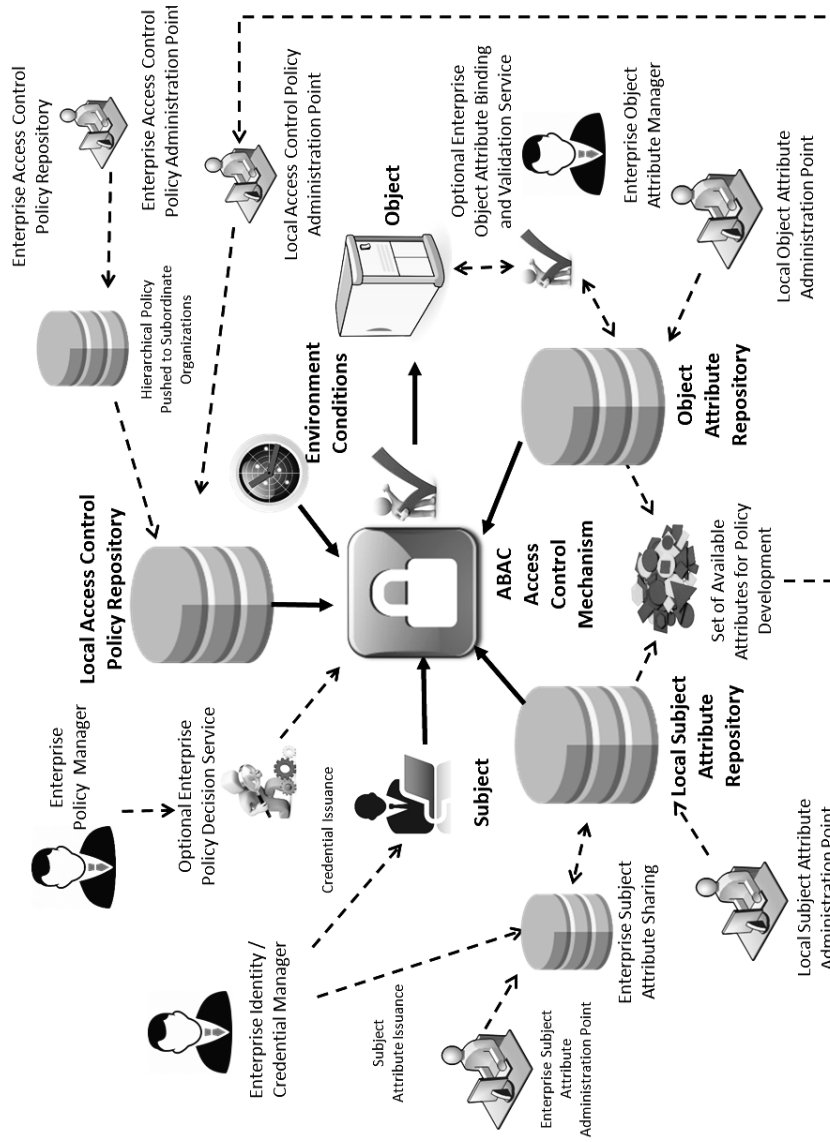 Enterprise
Policy Manager
Enterprise Access Control
Policy Repository
Enterprise Access Control
Policy Administration Point
Hierarchical Policy
Pushed to Subordinate
Organizations
Local Access Control Policy
Administration Point
Local Access Control
Policy Repository
Optional Enterprise
Policy Decision Service
Enterprise Identity /
Credential Manager
Credential Issuance
Environment
Conditions
Object
Subject
Attribute Issuance
Subject
ABAC
Access
Control
Mechanism
Optional Enterprise
Object Attribute Binding
and Validation Service
Enterprise Subject
Attribute
Administration Point
Enterprise Subject
Attribute Sharing
Local Subject
Attribute
Repository
Set of Available
Attributes for Policy
Development
Object
Attribute
Repository
Enterprise Object
Attribute Manager
Local Subject Attribute
Administration Point
Local Object Attribute
Administration Point